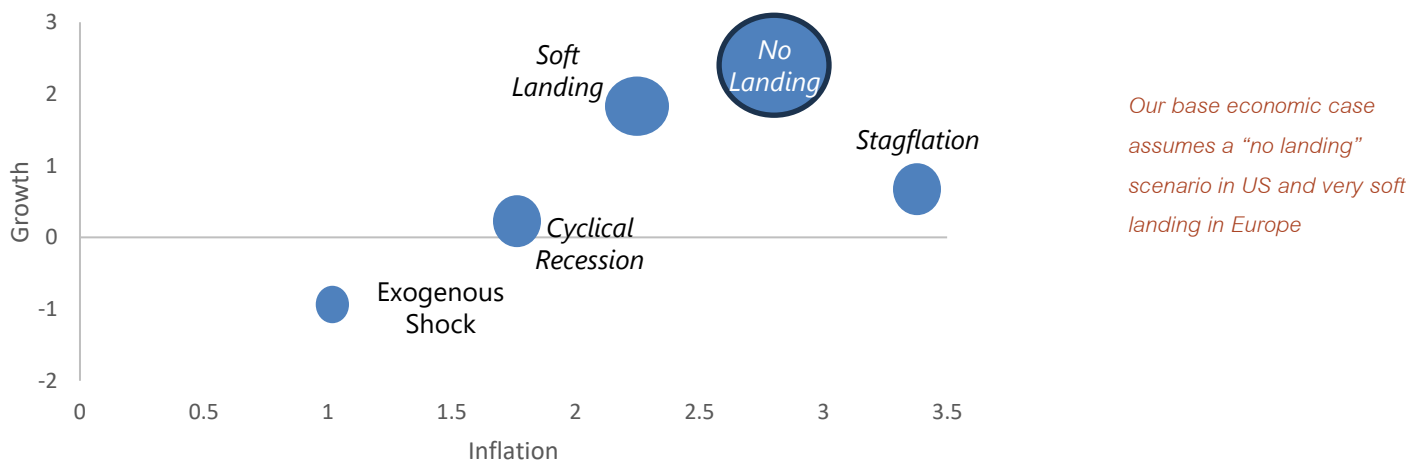 3
2
1
0
-1
-2
Growth
Soft
Landing
No
Landing
Stagflation
Cyclical
Recession
Exogenous
Shock
0
0.5
1
1.5
2
2.5
3
3.5
Inflation
Our base economic case
assumes a “no landing”
scenario in US and very soft
landing in Europe